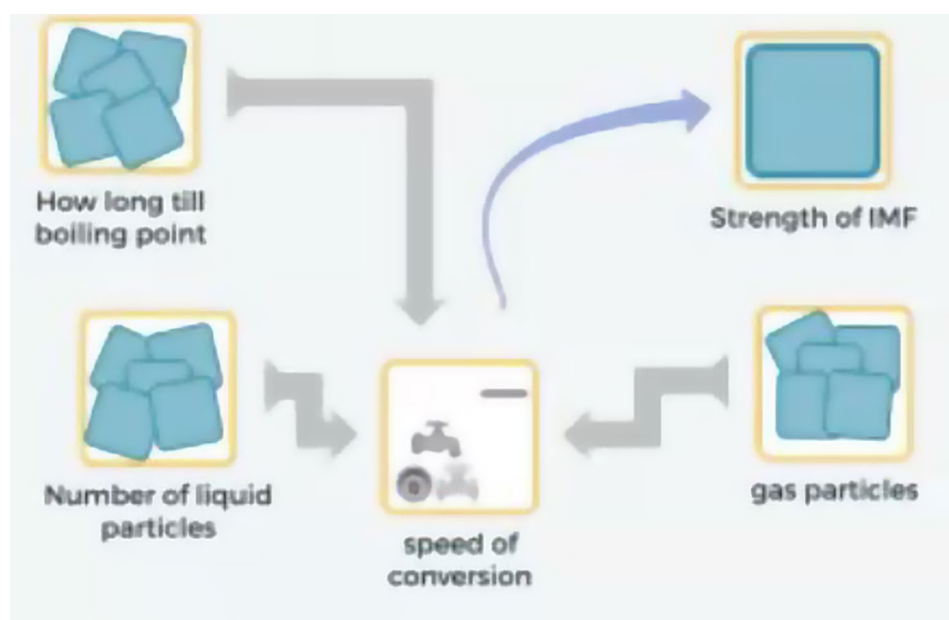 How long till
boiling point
Strength of IMF
Number of liquid
particles
gas particles
speed of
conversion